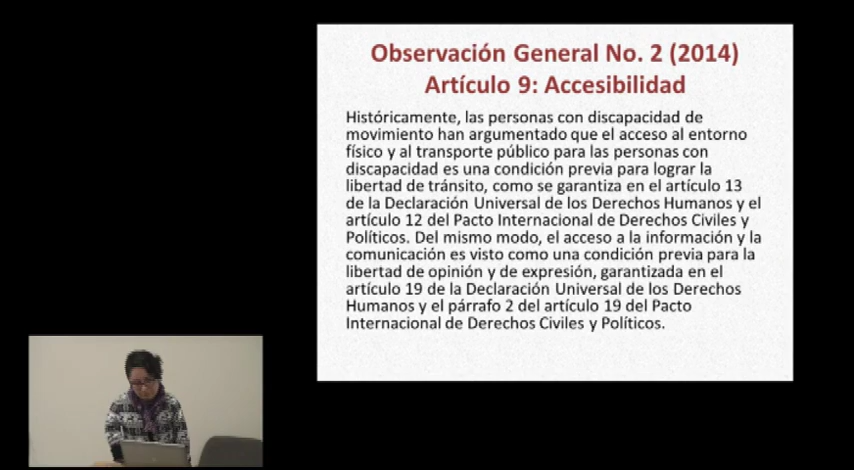 Observación General No. 2 (2014)
Artículo 9: Accesibilidad
Históricamente, las personas con discapacidad de
movimiento han argumentado que el acceso al entorno
físico y al transporte público para las personas con
discapacidad es una condición previa para lograr la
libertad de tránsito, como se garantiza en el artículo 13
de la Declaración Universal de los Derechos Humanos y el
artículo 12 del Pacto Internacional de Derechos Civiles y
Políticos. Del mismo modo, el acceso a la información y la
comunicación es visto como una condición previa para la
libertad de opinión y de expresión, garantizada en el
artículo 19 de la Declaración Universal de los Derechos
Humanos y el párrafo 2 del artículo 19 del Pacto
Internacional de Derechos Civiles y Políticos.